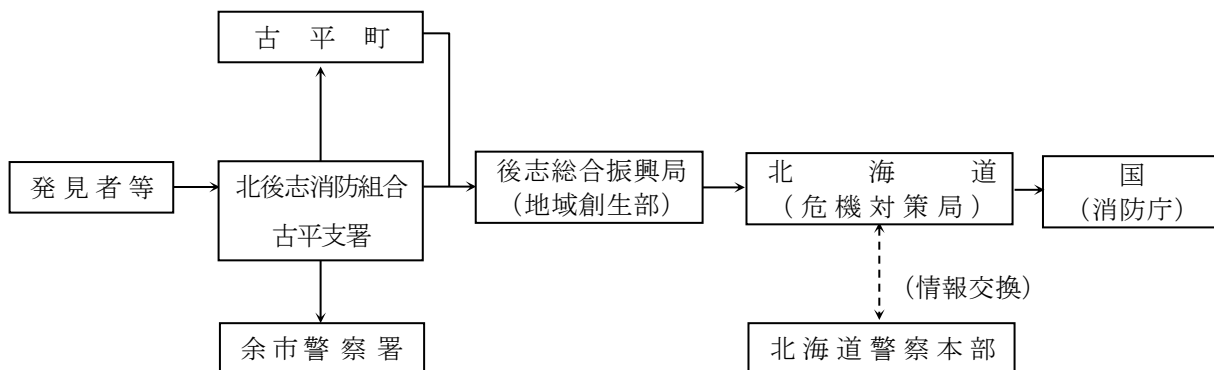 古平町
発見者等
北後志消防組合
古平支署
後志総合振興局
（地域創生部）
北海道
（危機対策局）
国
（消防庁）
（情報交換）
余市警察署
北海道警察本部